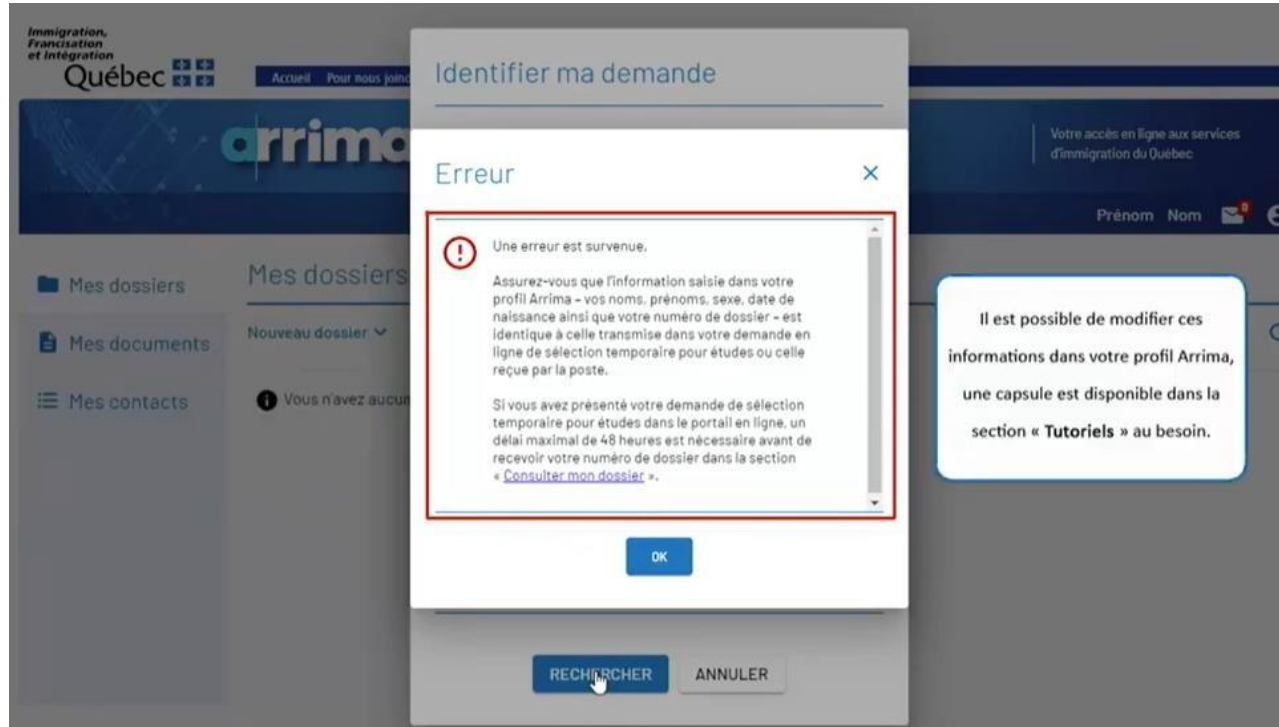 Immigration,
Francisation
et Intégration
Québec
Accueil Pour nous joind
arrima
Votre accès en ligne aux services
d'immigration du Québec
Prénom Nom
Mes dossiers
Mes documents
Mes contacts
Mes dossiers
Nouveau dossier
Vous n'avez aucun
Identifier ma demande
Erreur
Une erreur est survenue.
Assurez-vous que l'information saisie dans votre
profil Arrima – vos noms, prénoms, sexe, date de
naissance ainsi que votre numéro de dossier – est
identique à celle transmise dans votre demande en
ligne de sélection temporaire pour études ou celle
reçue par la poste.
Si vous avez présenté votre demande de sélection
temporaire pour études dans le portail en ligne, un
délai maximal de 48 heures est nécessaire avant de
recevoir votre numéro de dossier dans la section
« Consulter mon dossier ».
OK
RECHERCHER
ANNULER
Il est possible de modifier ces
informations dans votre profil Arrima,
une capsule est disponible dans la
section « Tutoriels » au besoin.